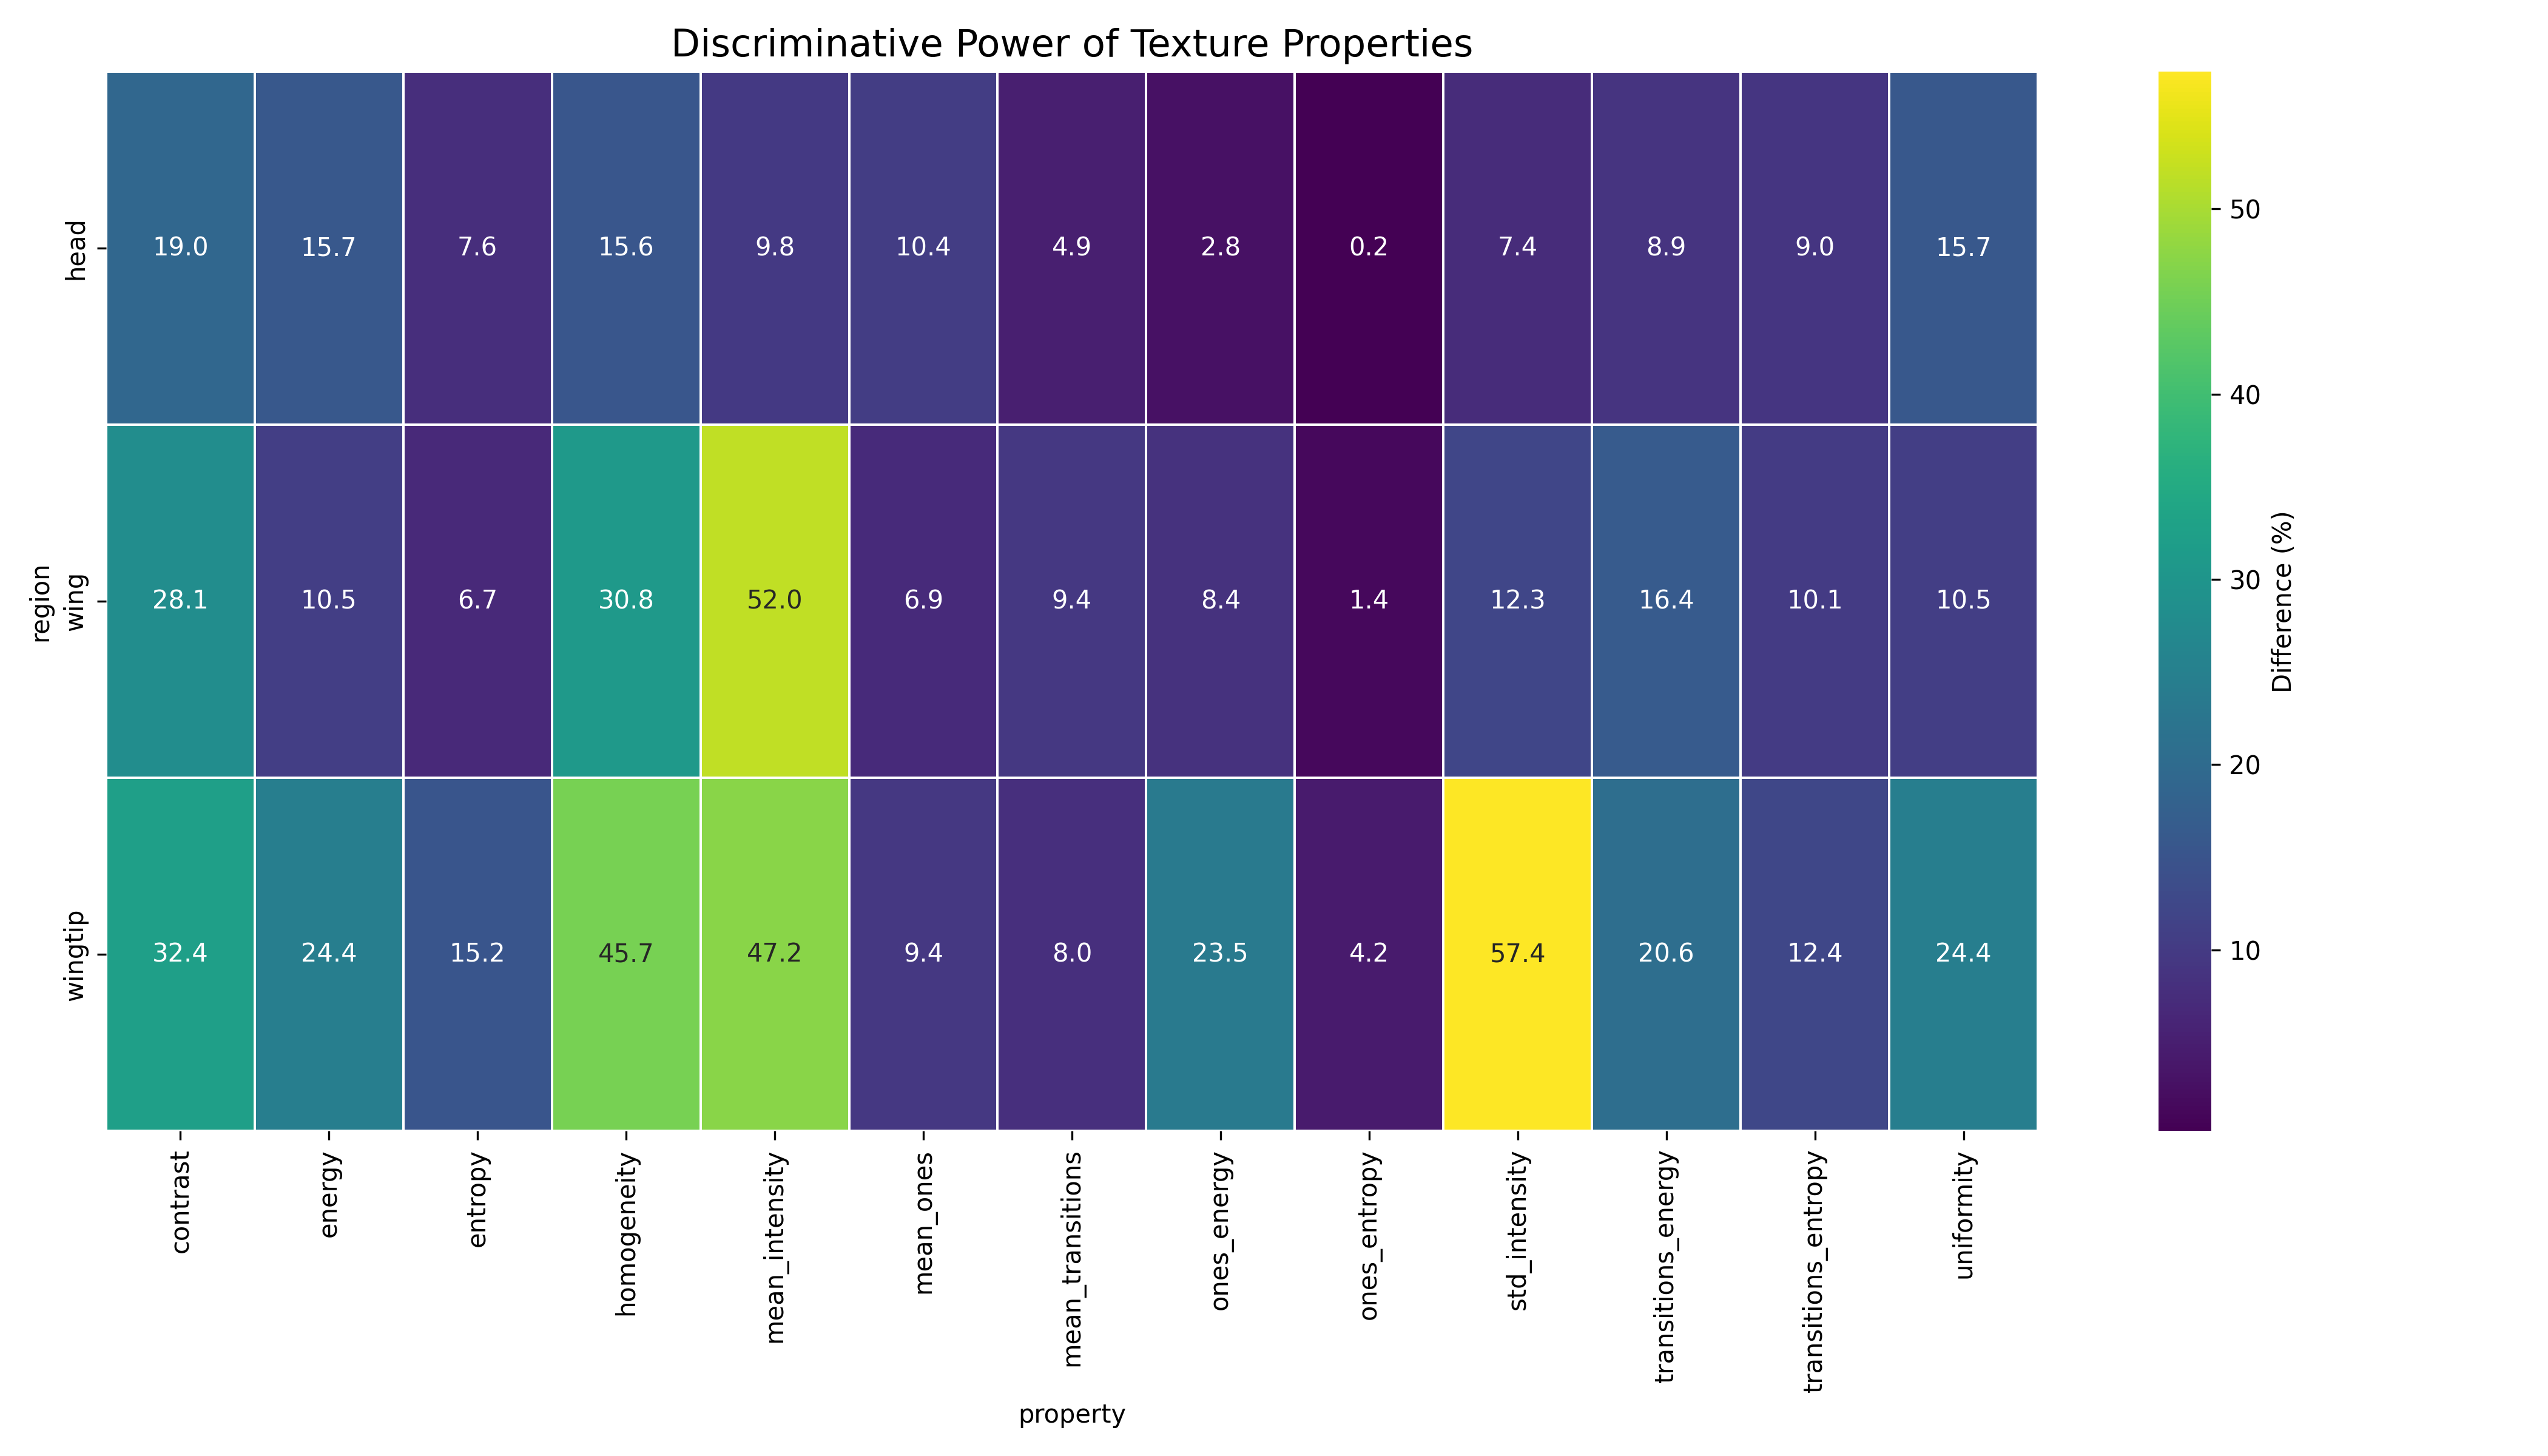 Discriminative Power of Texture Properties
region
head
19.0 15.7 7.6 15.6 9.8 10.4 4.9 2.8 0.2 7.4 8.9 9.0 15.7
wing
28.1 10.5 6.7 30.8 52.0 6.9 9.4 8.4 1.4 12.3 16.4 10.1 10.5
wingtip
32.4 24.4 15.2 45.7 47.2 9.4 8.0 23.5 4.2 57.4 20.6 12.4 24.4
contrast
energy
entropy
homogeneity
mean_intensity
mean_ones
mean_transitions
ones_energy
ones_entropy
std_intensity
transitions_energy
transitions_entropy
uniformity
property
50
40
30
20
10
Difference (%)